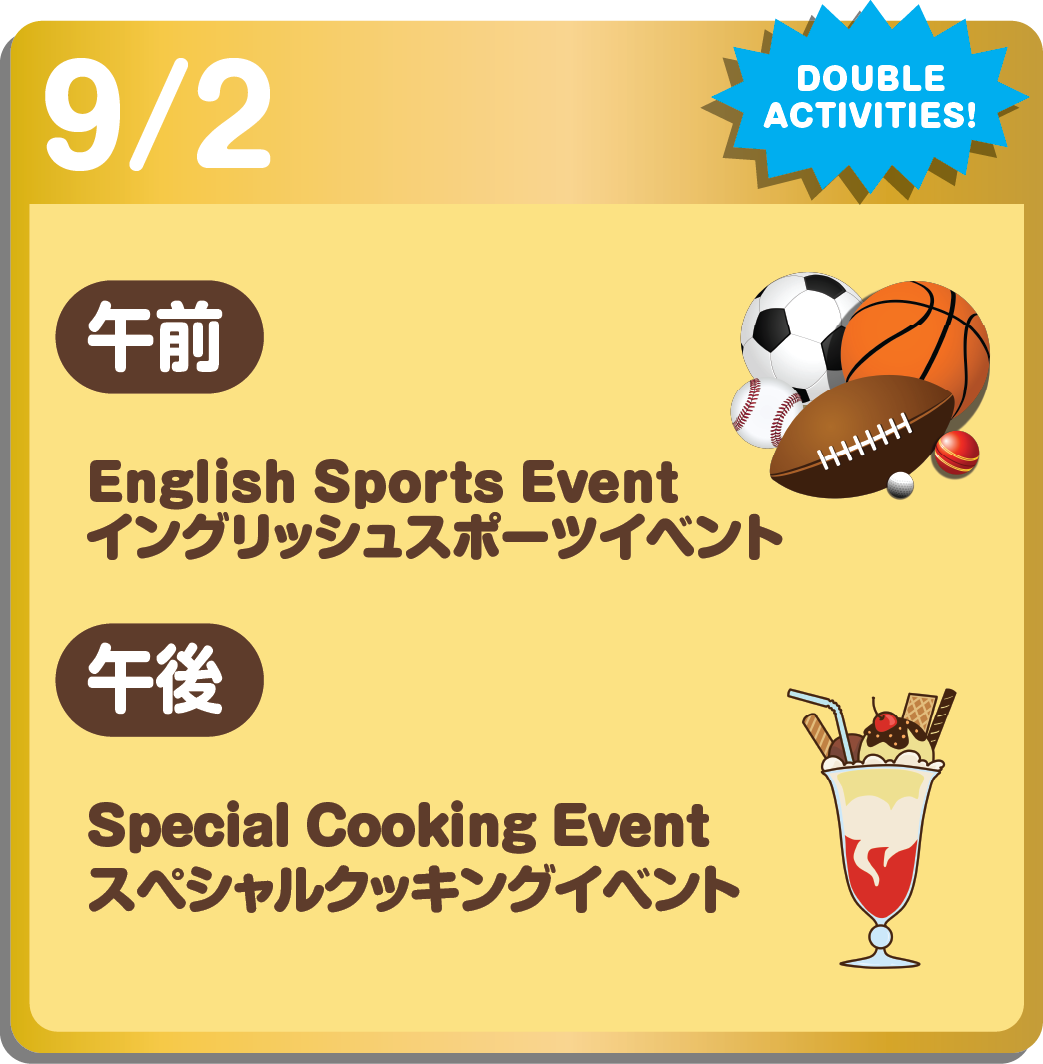 9/2
DOUBLE
ACTIVITIES!
午前
English Sports Event
イングリッシュスポーツイベント
午後
Special Cooking Event
スペシャルクッキングイベント